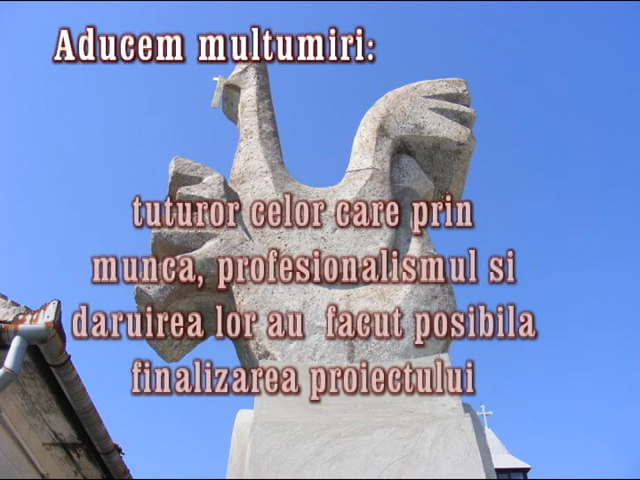 Aducem multumiri:
tuturor celor care prin
munca, profesionalismul si
daruirea lor au facut posibila
finalizarea proiectului